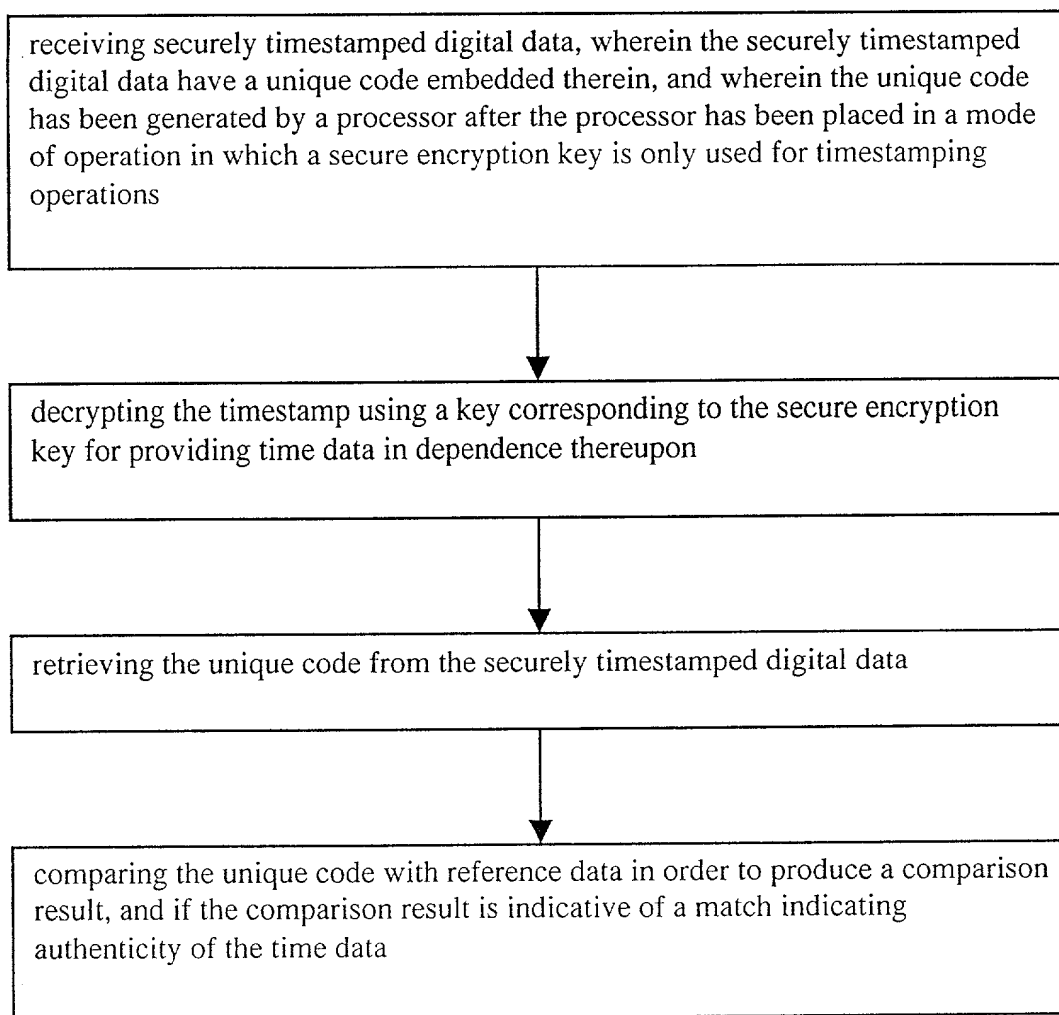 receiving securely timestamped digital data, wherein the securely timestamped
digital data have a unique code embedded therein, and wherein the unique code
has been generated by a processor after the processor has been placed in a mode
of operation in which a secure encryption key is only used for timestamping
operations
decrypting the timestamp using a key corresponding to the secure encryption
key for providing time data in dependence thereupon
retrieving the unique code from the securely timestamped digital data
comparing the unique code with reference data in order to produce a comparison
result, and if the comparison result is indicative of a match indicating
authenticity of the time data